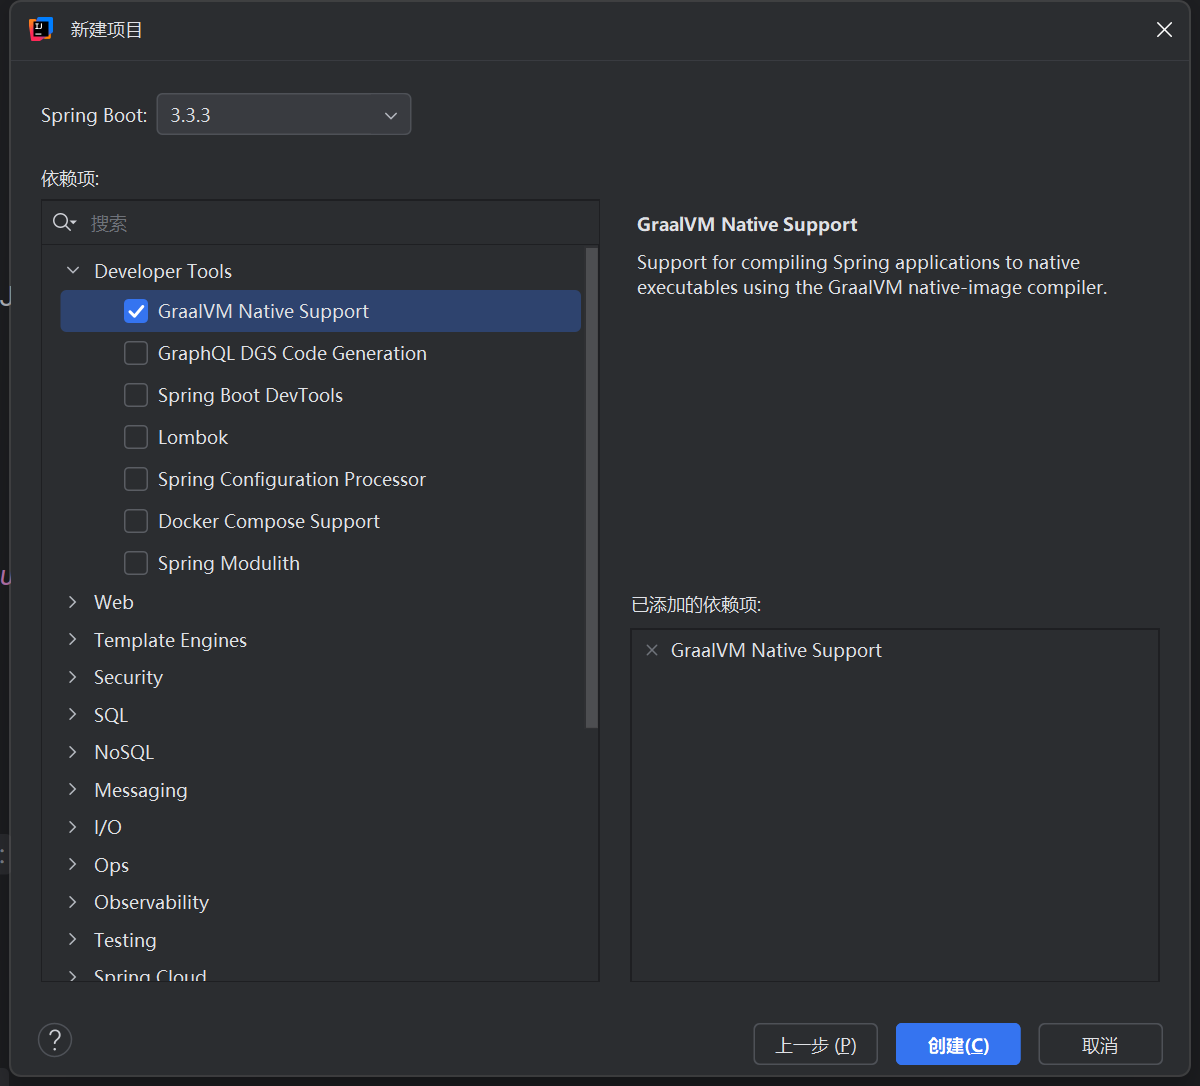 新建项目
Spring Boot: 3.3.3
依赖项:
搜索
Developer Tools
GraalVM Native Support
GraphQL DGS Code Generation
Spring Boot DevTools
Lombok
Spring Configuration Processor
Docker Compose Support
Spring Modulith
Web
Template Engines
Security
SQL
NoSQL
Messaging
I/O
Ops
Observability
Testing
Spring Cloud
GraalVM Native Support
Support for compiling Spring applications to native
executables using the GraalVM native-image compiler.
已添加的依赖项:
GraalVM Native Support
?
上一步 (P)
创建(C)
取消